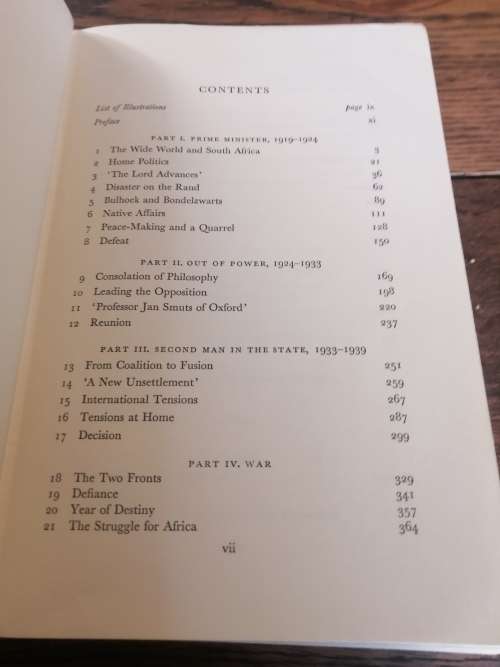 CONTENTS
List of Illustrations page ix
Preface xi
PART I. PRIME MINISTER, 1919–1924
1 The Wide World and South Africa 3
2 Home Politics 21
3 'The Lord Advances' 36
4 Disaster on the Rand 62
5 Bulhoek and Bondelzwarts 89
6 Native Affairs 111
7 Peace-Making and a Quarrel 128
8 Defeat 150
PART II. OUT OF POWER, 1924–1933
9 Consolation of Philosophy 169
10 Leading the Opposition 198
11 'Professor Jan Smuts of Oxford' 220
12 Reunion 237
PART III. SECOND MAN IN THE STATE, 1933–1939
13 From Coalition to Fusion 251
14 'A New Unsettlement' 259
15 International Tensions 267
16 Tensions at Home 287
17 Decision 299
PART IV. WAR
18 The Two Fronts 329
19 Defiance 341
20 Year of Destiny 357
21 The Struggle for Africa 364
vii